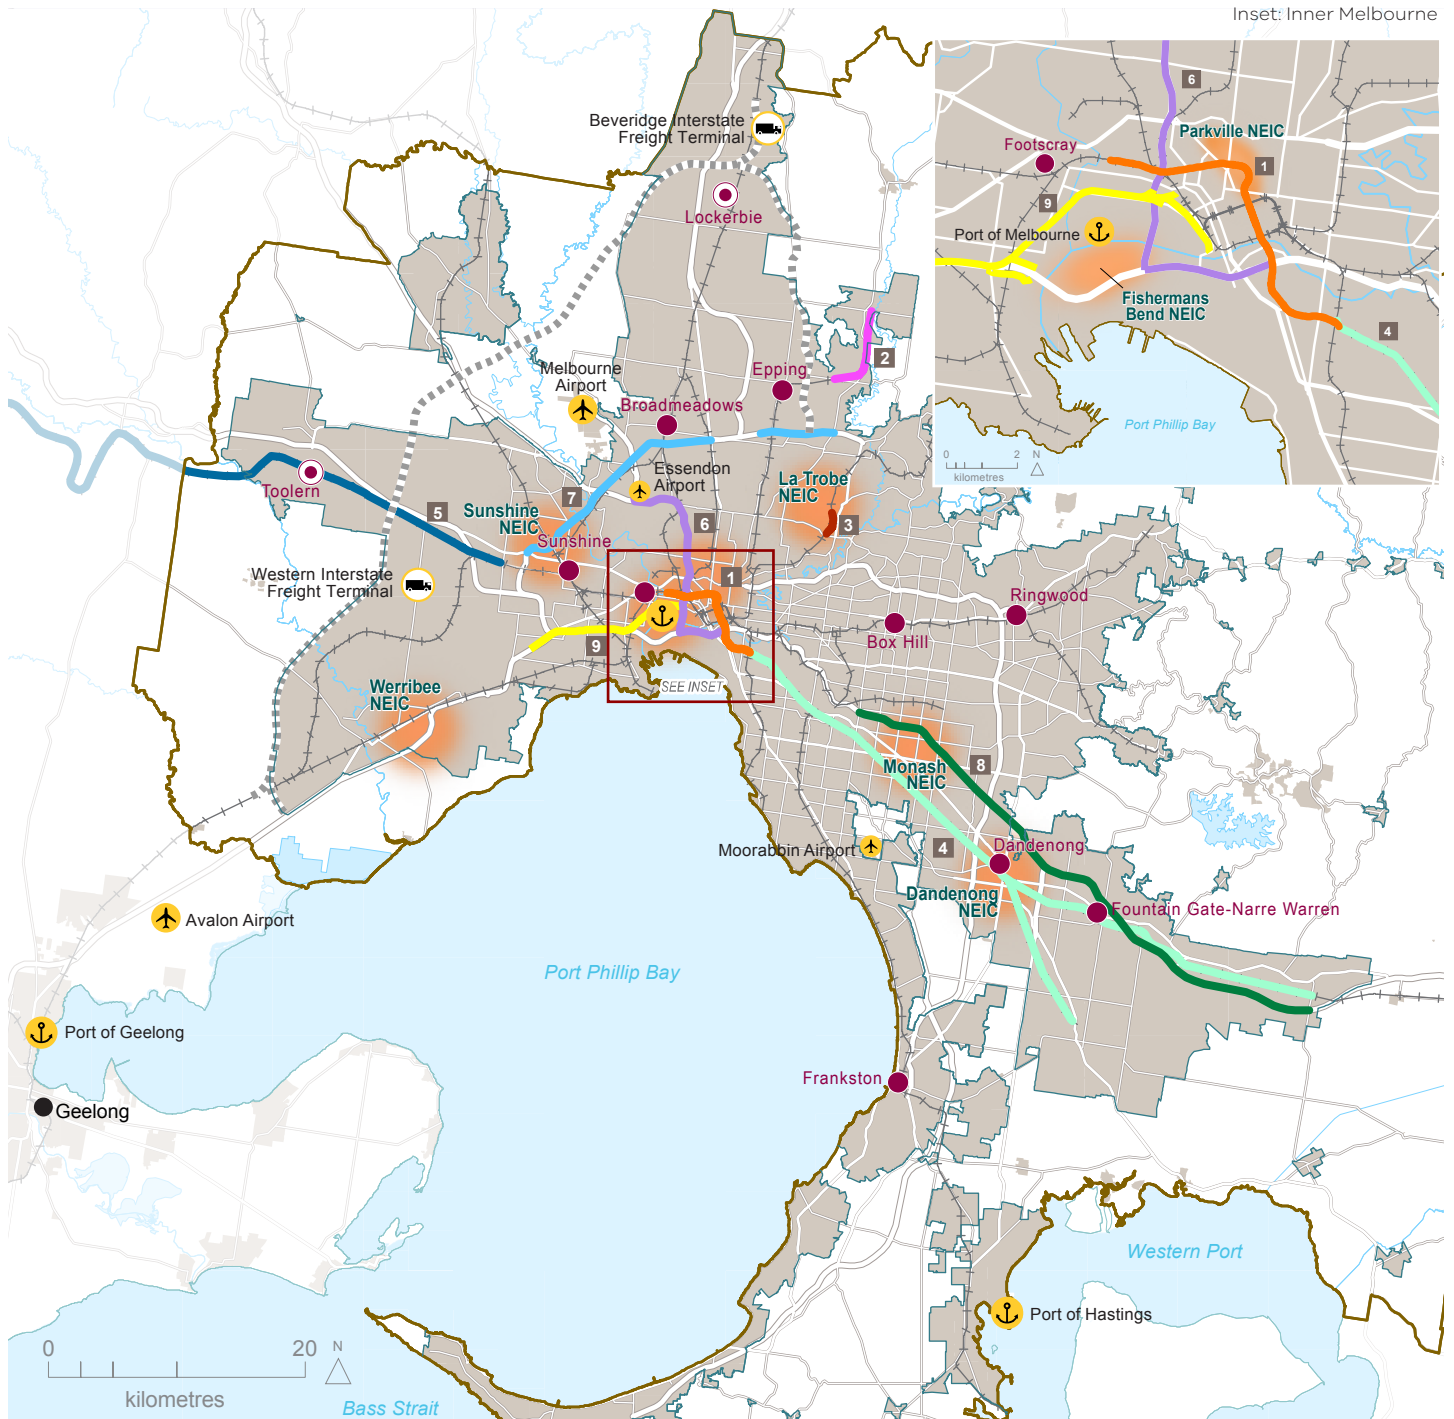 Inset: Inner Melbourne
6
Parkville NEIC
Footscray
1
9
Port of Melbourne
Fishermans
Bend NEIC
4
Port Phillip Bay
0
2
N
kilometres
Beveridge Interstate
Freight Terminal
Lockerbie
2
Melbourne
Airport
Epping
Broadmeadows
Essendon
Airport
La Trobe
NEIC
Toolern
5
7
Sunshine
NEIC
6
3
Sunshine
Western Interstate
Freight Terminal
1
Ringwood
Box Hill
9
SEE INSET
Werribee
NEIC
Monash
NEIC
8
Moorabbin Airport
4
Dandenong
Dandenong
NEIC
Fountain Gate-Narre Warren
Avalon Airport
Port Phillip Bay
Port of Geelong
Frankston
Geelong
Western Port
Port of Hastings
0
20
N
kilometres
Bass Strait